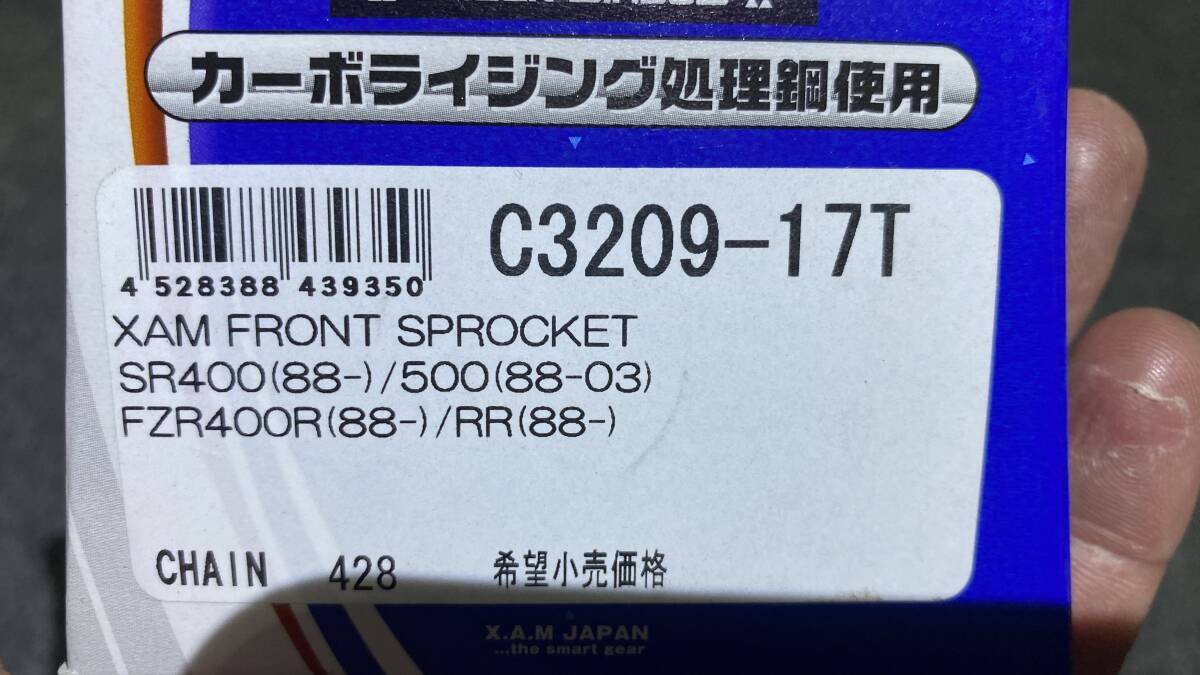 カーボライジング処理鋼使用
C3209-17T
4 528388 439350
XAM FRONT SPROCKET
SR400(88-)/500(88-03)
FZR400R(88-)/RR(88-)
CHAIN 428 希望小売価格
X.A.M JAPAN
...the smart gear